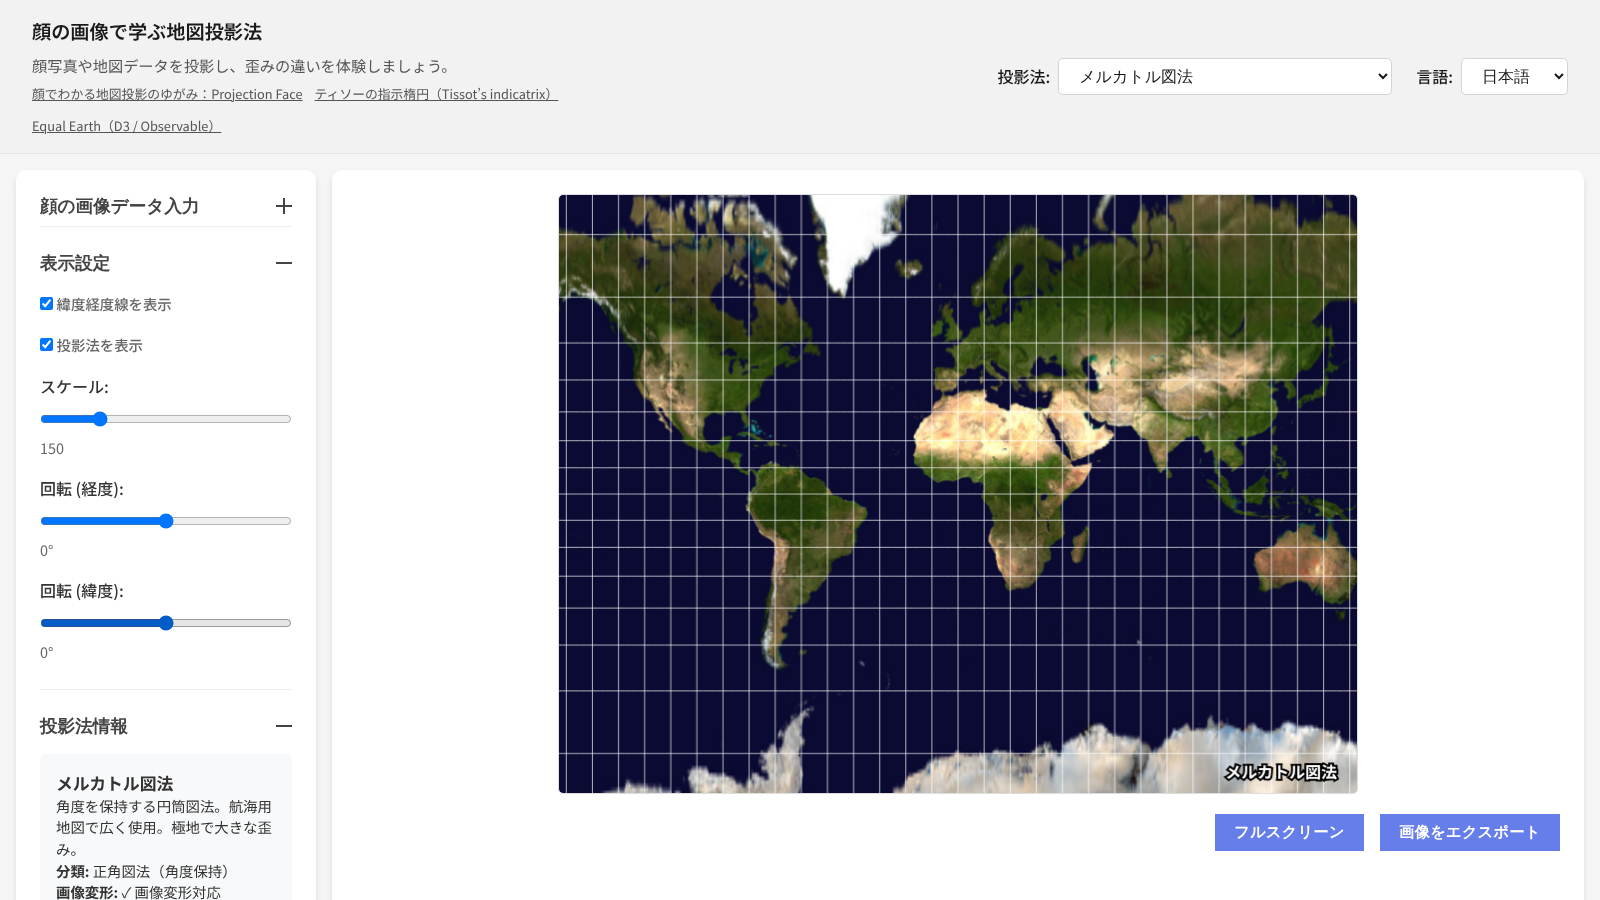 顔の画像で学ぶ地図投影法
顔写真や地図データを投影し、歪みの違いを体験しましょう。
顔でわかる地図投影のゆがみ：Projection Face ティソーの指示楕円（Tissot's indicatrix）
Equal Earth（D3 / Observable）
投影法: メルカトル図法 言語: 日本語
顔の画像データ入力
表示設定
緯度経度線を表示
投影法を表示
スケール:
150
回転 (経度):
0°
回転 (緯度):
0°
投影法情報
メルカトル図法
角度を保持する円筒図法。航海用
地図で広く使用。極地で大きな歪
み。
分類: 正角図法（角度保持）
画像変形: ✓ 画像変形対応
メルカトル図法
フルスクリーン
画像をエクスポート